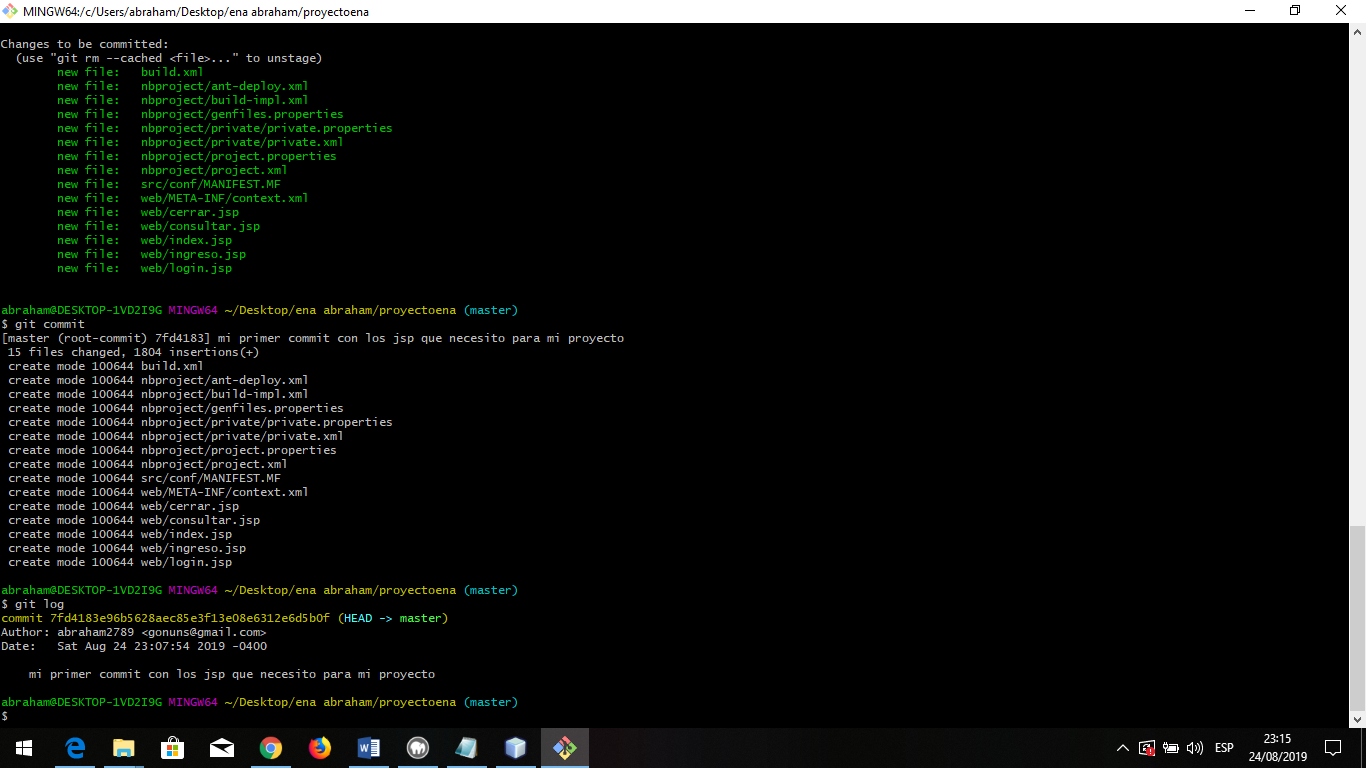 MINGW64:/c/Users/abraham/Desktop/ena abraham/proyectoena
Changes to be committed:
  (use "git rm --cached <file>..." to unstage)
        new file:   build.xml
        new file:   nbproject/ant-deploy.xml
        new file:   nbproject/build-impl.xml
        new file:   nbproject/genfiles.properties
        new file:   nbproject/private/private.properties
        new file:   nbproject/private/private.xml
        new file:   nbproject/project.properties
        new file:   nbproject/project.xml
        new file:   src/conf/MANIFEST.MF
        new file:   web/META-INF/context.xml
        new file:   web/cerrar.jsp
        new file:   web/consultar.jsp
        new file:   web/index.jsp
        new file:   web/ingreso.jsp
        new file:   web/login.jsp
abraham@DESKTOP-1VD2I9G MINGW64 ~/Desktop/ena abraham/proyectoena (master)
$ git commit
[master (root-commit) 7fd4183] mi primer commit con los jsp que necesito para mi proyecto
 15 files changed, 1804 insertions(+)
 create mode 100644 build.xml
 create mode 100644 nbproject/ant-deploy.xml
 create mode 100644 nbproject/build-impl.xml
 create mode 100644 nbproject/genfiles.properties
 create mode 100644 nbproject/private/private.properties
 create mode 100644 nbproject/private/private.xml
 create mode 100644 nbproject/project.properties
 create mode 100644 nbproject/project.xml
 create mode 100644 src/conf/MANIFEST.MF
 create mode 100644 web/META-INF/context.xml
 create mode 100644 web/cerrar.jsp
 create mode 100644 web/consultar.jsp
 create mode 100644 web/index.jsp
 create mode 100644 web/ingreso.jsp
 create mode 100644 web/login.jsp
abraham@DESKTOP-1VD2I9G MINGW64 ~/Desktop/ena abraham/proyectoena (master)
$ git log
commit 7fd4183e96b5628aec85e3f13e08e6312e6d5b0f (HEAD -> master)
Author: abraham2789 <gonuns@gmail.com>
Date:   Sat Aug 24 23:07:54 2019 -0400
    mi primer commit con los jsp que necesito para mi proyecto
abraham@DESKTOP-1VD2I9G MINGW64 ~/Desktop/ena abraham/proyectoena (master)
$
ESP
23:15
24/08/2019